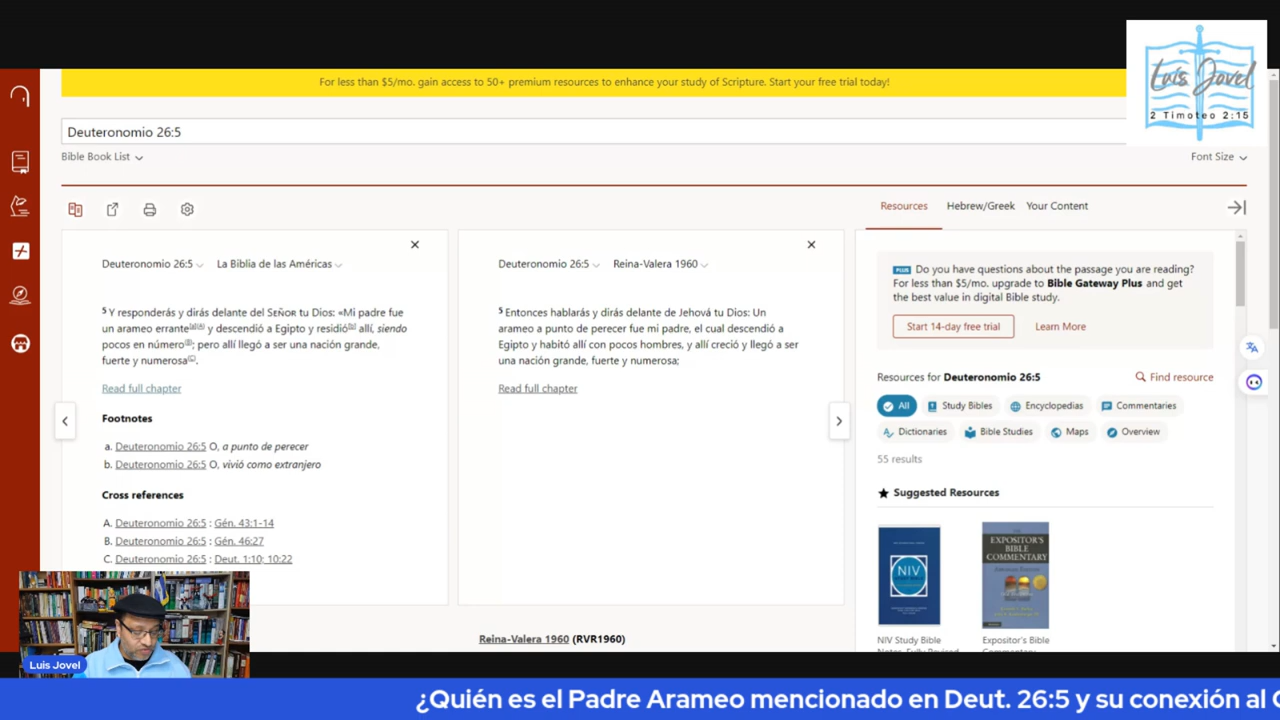 For less than $5/mo. gain access to 50+ premium resources to enhance your study of Scripture. Start your free trial today!
Luis Jovel
2 Timoteo 2:15
Deuteronomio 26:5
Bible Book List
Font Size
Resources
Hebrew/Greek
Your Content
Deuteronomio 26:5
La Biblia de las Américas
5 Y responderás y dirás delante del Señor tu Dios: «Mi padre fue
un arameo errante[a](A) y descendió a Egipto y residió[b] allí, siendo
pocos en número(B); pero allí llegó a ser una nación grande,
fuerte y numerosa(C).
Read full chapter
Footnotes
a. Deuteronomio 26:5 O, a punto de perecer
b. Deuteronomio 26:5 O, vivió como extranjero
Cross references
A. Deuteronomio 26:5 : Gén. 43:1-14
B. Deuteronomio 26:5 : Gén. 46:27
C. Deuteronomio 26:5 : Deut. 1:10; 10:22
Deuteronomio 26:5
Reina-Valera 1960
5 Entonces hablarás y dirás delante de Jehová tu Dios: Un
arameo a punto de perecer fue mi padre, el cual descendió a
Egipto y habitó allí con pocos hombres, y allí creció y llegó a ser
una nación grande, fuerte y numerosa;
Read full chapter
Reina-Valera 1960 (RVR1960)
PLUS Do you have questions about the passage you are reading?
For less than $5/mo. upgrade to Bible Gateway Plus and get
the best value in digital Bible study.
Start 14-day free trial
Learn More
Resources for Deuteronomio 26:5
Find resource
All
Study Bibles
Encyclopedias
Commentaries
Dictionaries
Bible Studies
Maps
Overview
55 results
Suggested Resources
NIV
EXPOSITOR'S
BIBLE
COMMENTARY
NIV Study Bible
Expositor's Bible
Luis Jovel
¿Quién es el Padre Arameo mencionado en Deut. 26:5 y su conexión al